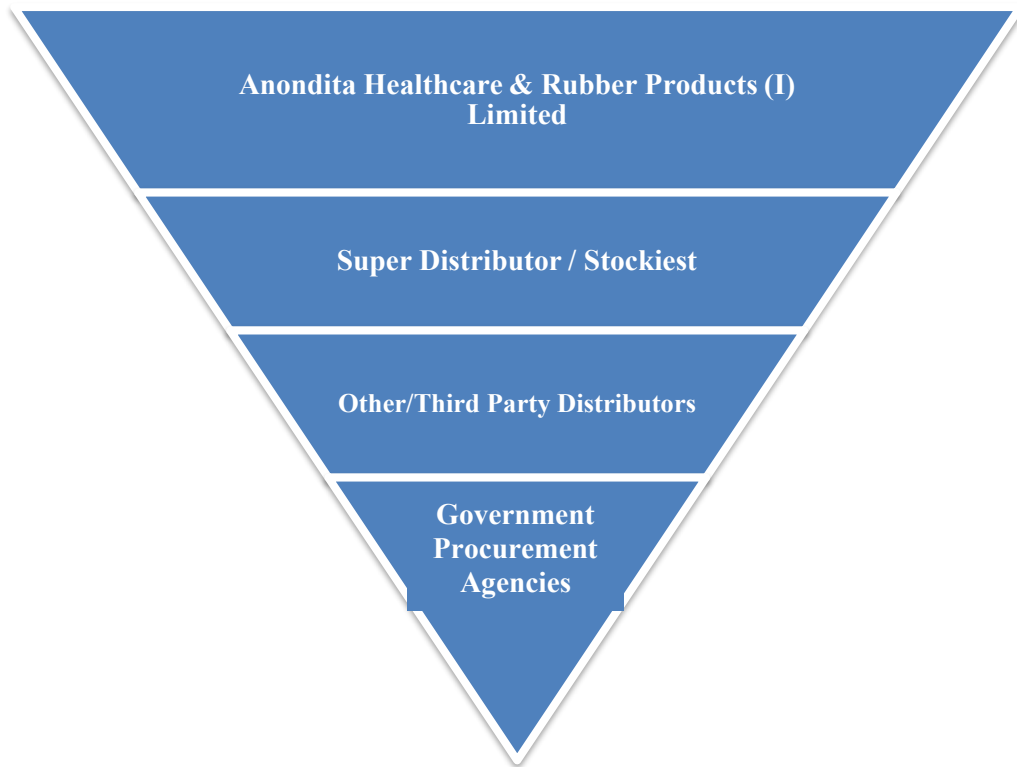 Anondita Healthcare & Rubber Products (I)
Limited
Super Distributor / Stockiest
Other/Third Party Distributors
Government
Procurement
Agencies